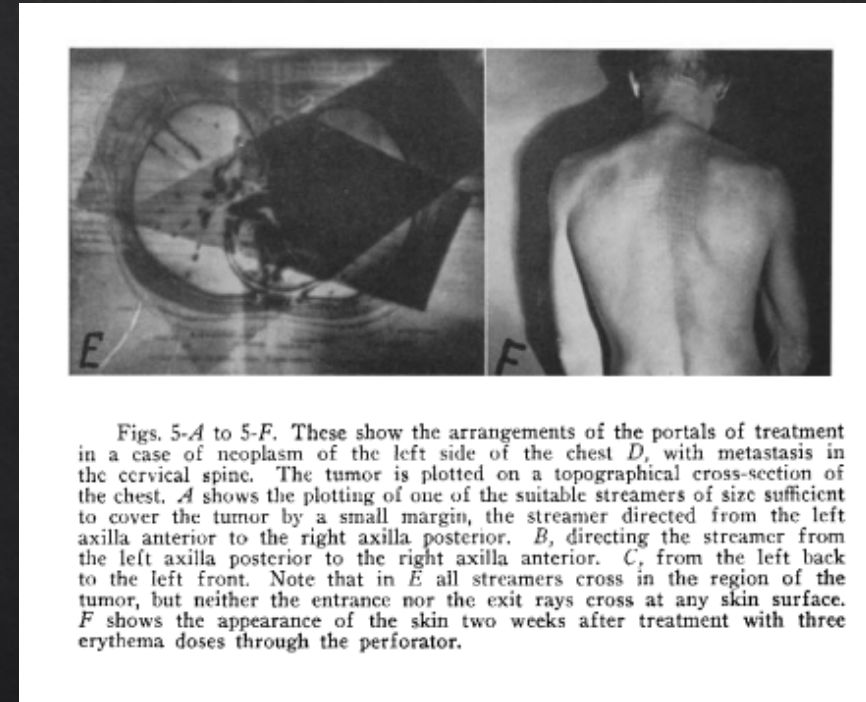 E
F
Figs. 5-A to 5-F. These show the arrangements of the portals of treatment
in a case of neoplasm of the left side of the chest D, with metastasis in
the cervical spine. The tumor is plotted on a topographical cross-section of
the chest. A shows the plotting of one of the suitable streamers of size sufficient
to cover the tumor by a small margin, the streamer directed from the left
axilla anterior to the right axilla posterior. B, directing the streamer from
the left axilla posterior to the right axilla anterior. C, from the left back
to the left front. Note that in E all streamers cross in the region of the
tumor, but neither the entrance nor the exit rays cross at any skin surface.
F shows the appearance of the skin two weeks after treatment with three
erythema doses through the perforator.